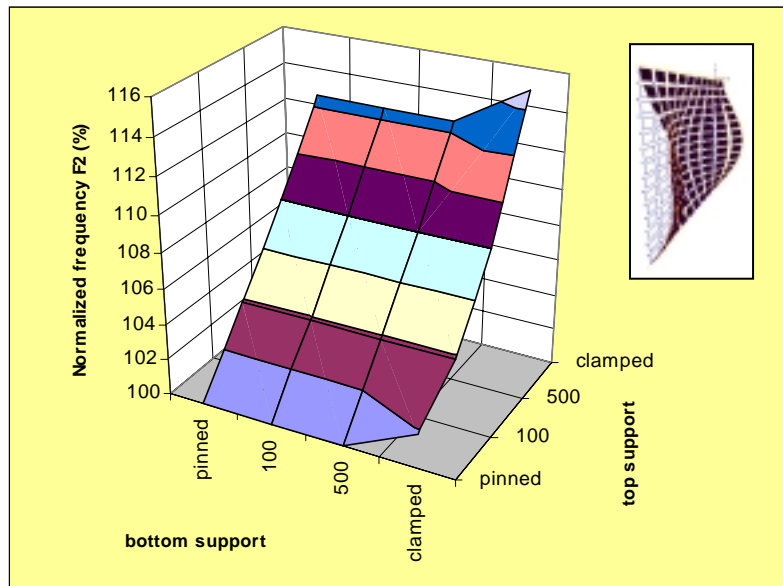 116
114
112
110
108
106
104
102
100
Normalized frequency F2 (%)
pinned
100
500
clamped
bottom support
clamped
500
100
pinned
top support